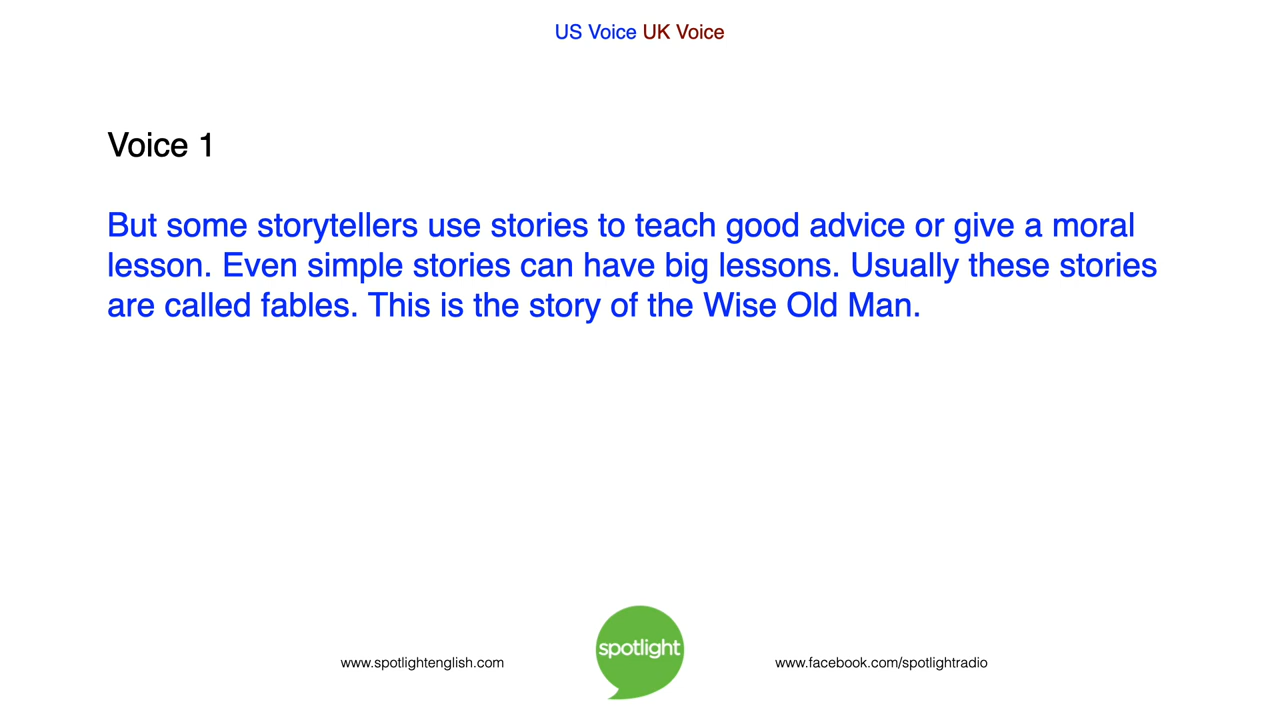 US Voice UK Voice
Voice 1
But some storytellers use stories to teach good advice or give a moral
lesson. Even simple stories can have big lessons. Usually these stories
are called fables. This is the story of the Wise Old Man.
spotlight
www.spotlightenglish.com
www.facebook.com/spotlightradio